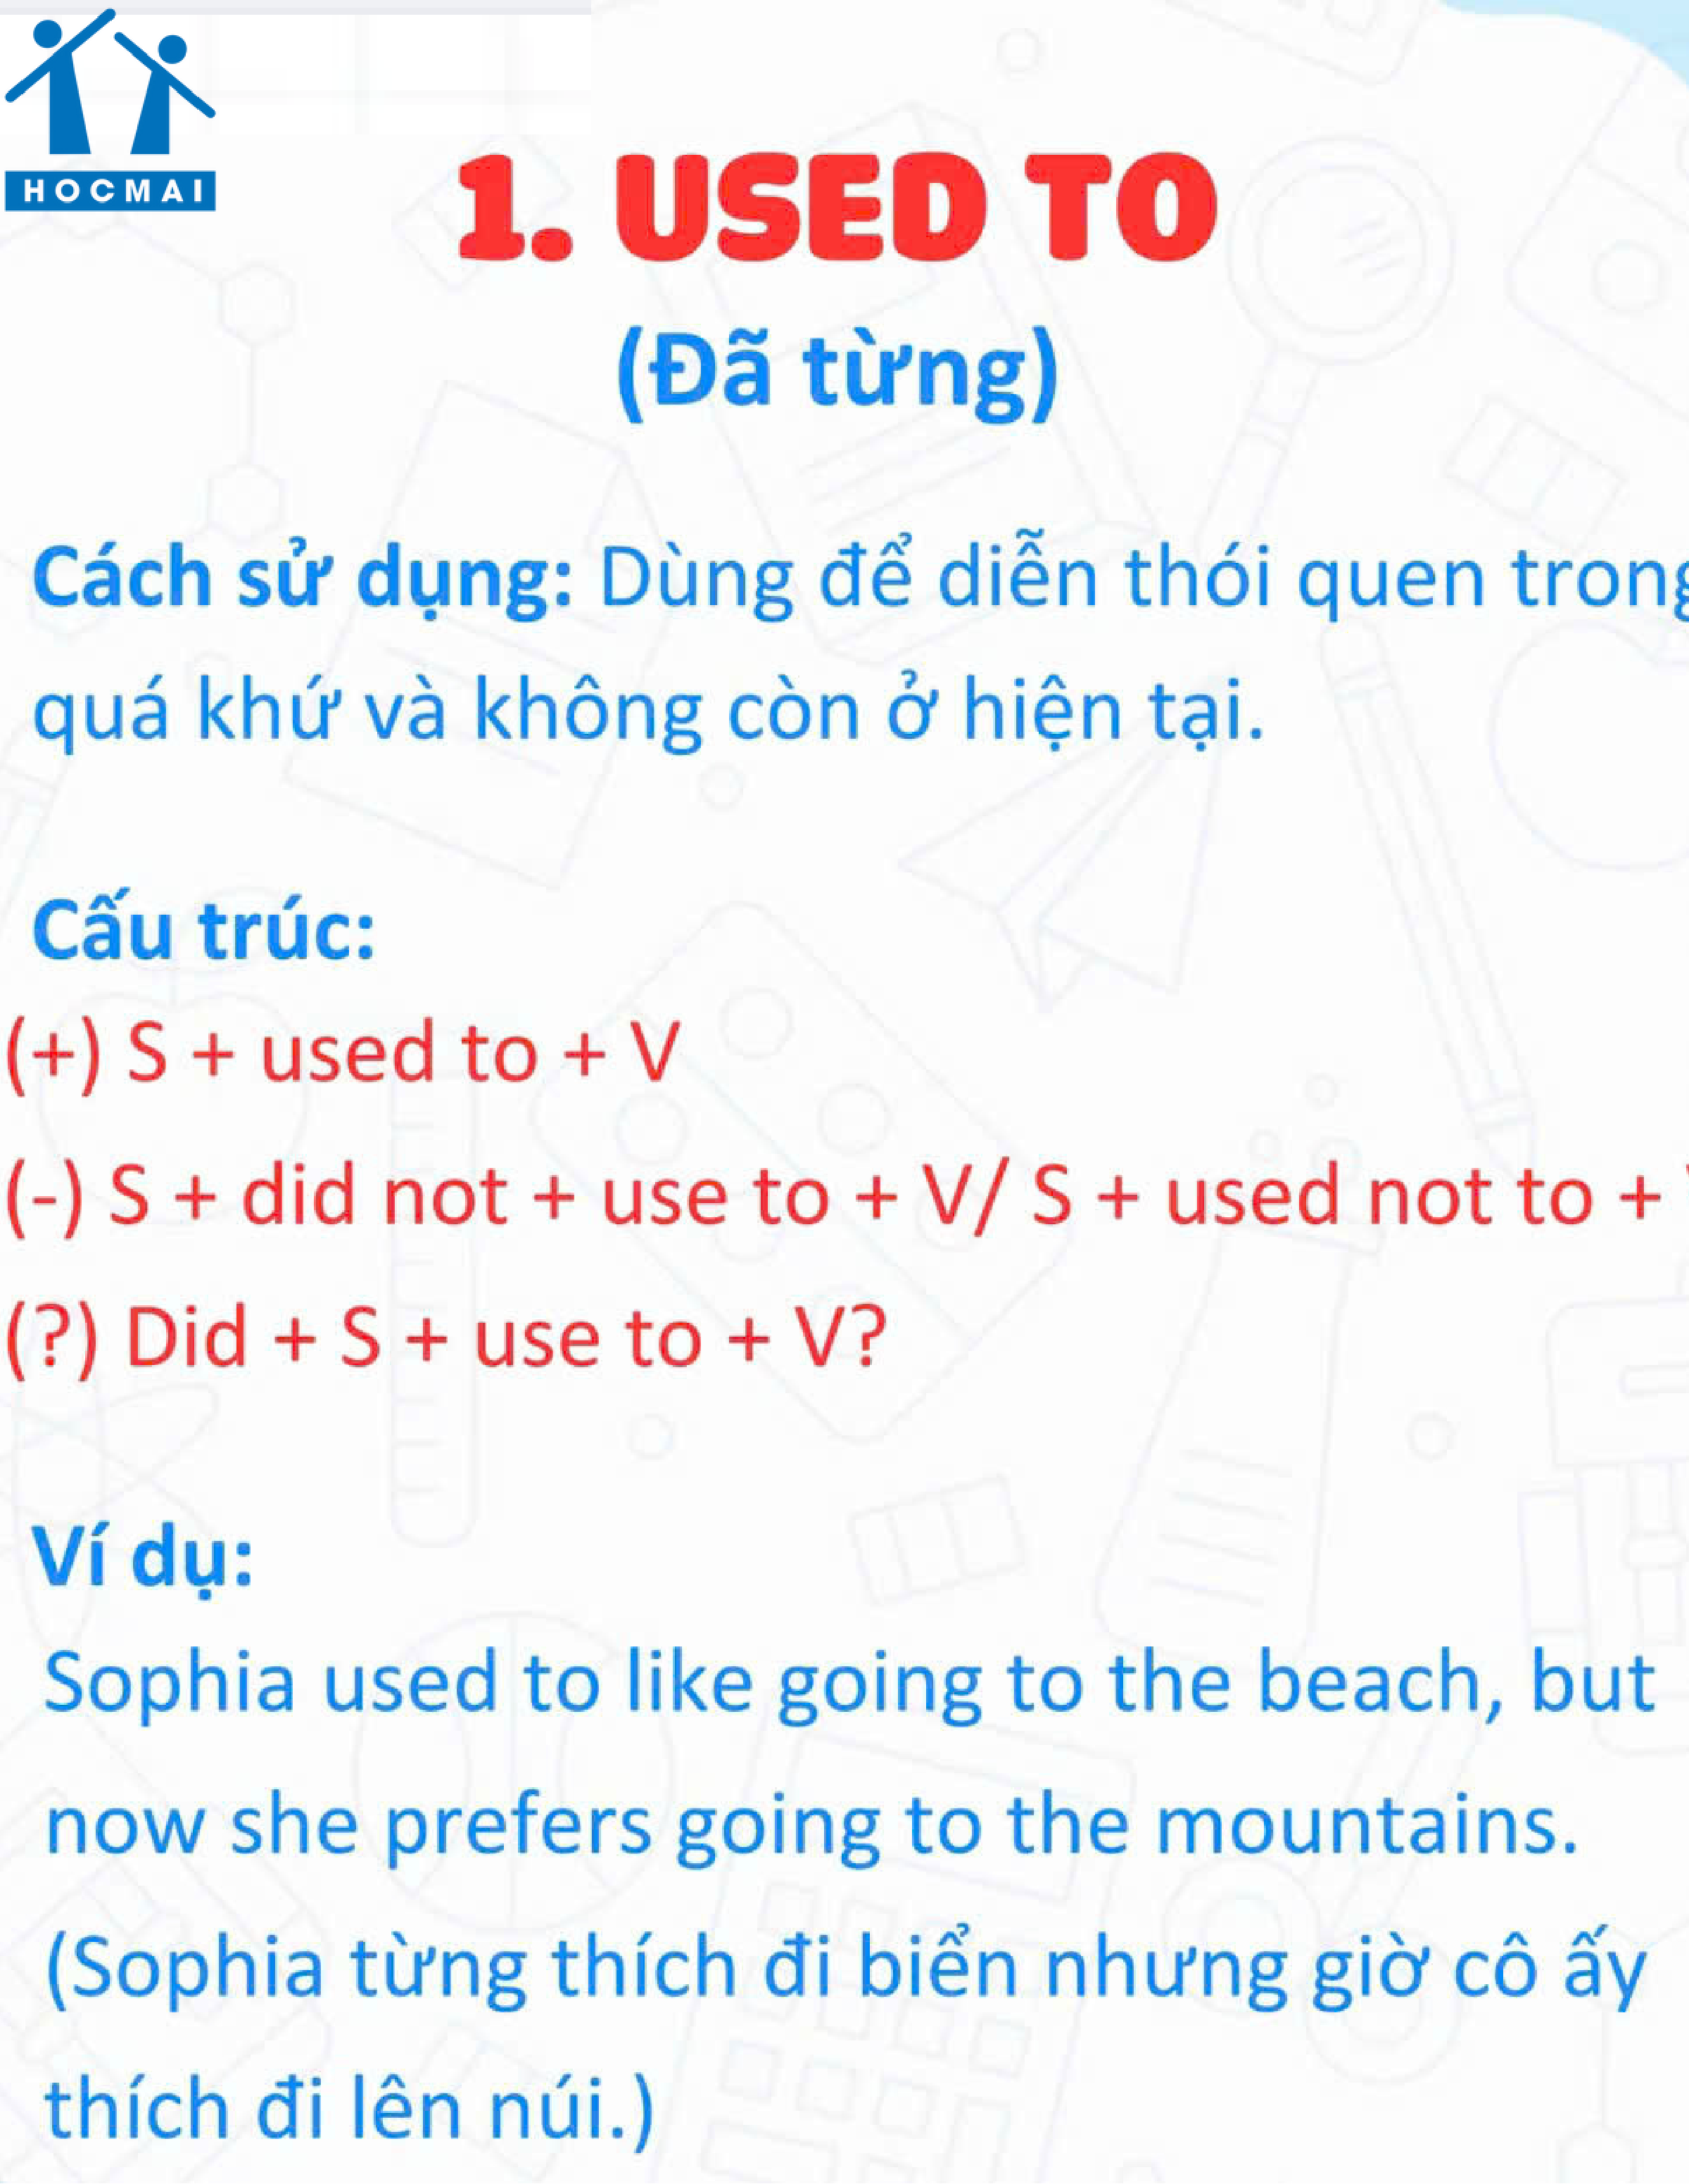 HOCMAI
1. USED TO
(Đã từng)
Cách sử dụng: Dùng để diễn thói quen trong
quá khứ và không còn ở hiện tại.
Cấu trúc:
(+) S + used to + V
(-) S + did not + use to + V/ S + used not to +
(?) Did + S + use to + V?
Ví dụ:
Sophia used to like going to the beach, but
now she prefers going to the mountains.
(Sophia từng thích đi biển nhưng giờ cô ấy
thích đi lên núi.)